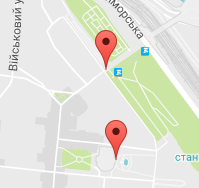 Військовий у
морська
стан